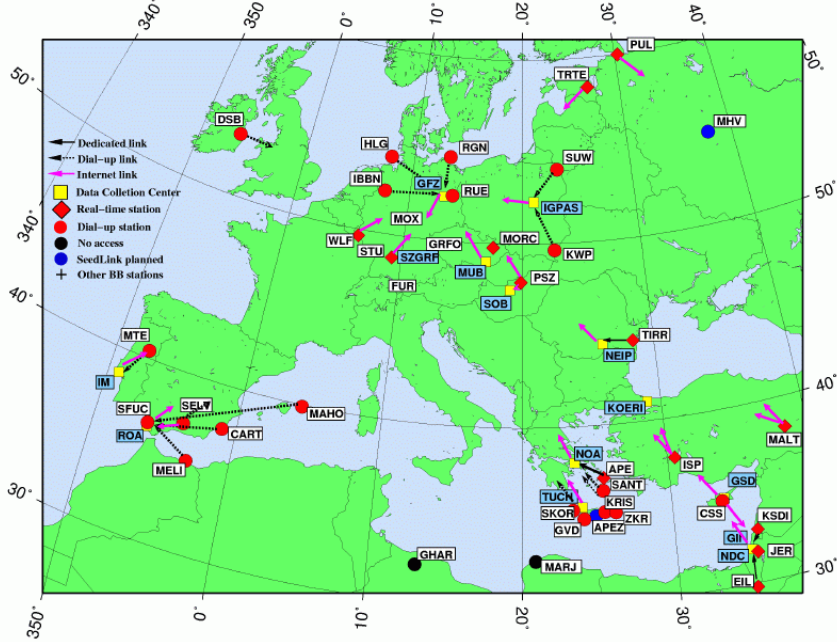 340°
350°
0°
10°
20°
30°
40°
50°
50°
PUL
TRTE
MHV
DSB
HLG
RGN
SUW
Dedicated link
Dial-up link
Internet link
Data Colletion Center
Real-time station
Dial-up station
No access
SeedLink planned
Other BB stations
IBBN
GFZ
RUE
IGPAS
340°
50°
MOX
WLF
STU
SZGRF
GRFO
MORC
KWP
MUB
FUR
PSZ
SOB
40°
MTE
TIRR
NEIP
IM
40°
SFUC
MAHO
KOERI
ROA
CART
MALT
MELI
NOA
APE
ISP
SANT
GSD
30°
TUCH
KRIS
SKOR
ZKR
CSS
KSDI
GVD
APEZ
GII
NDC
JER
GHAR
MARJ
30°
EIL
350°
0°
10°
20°
30°